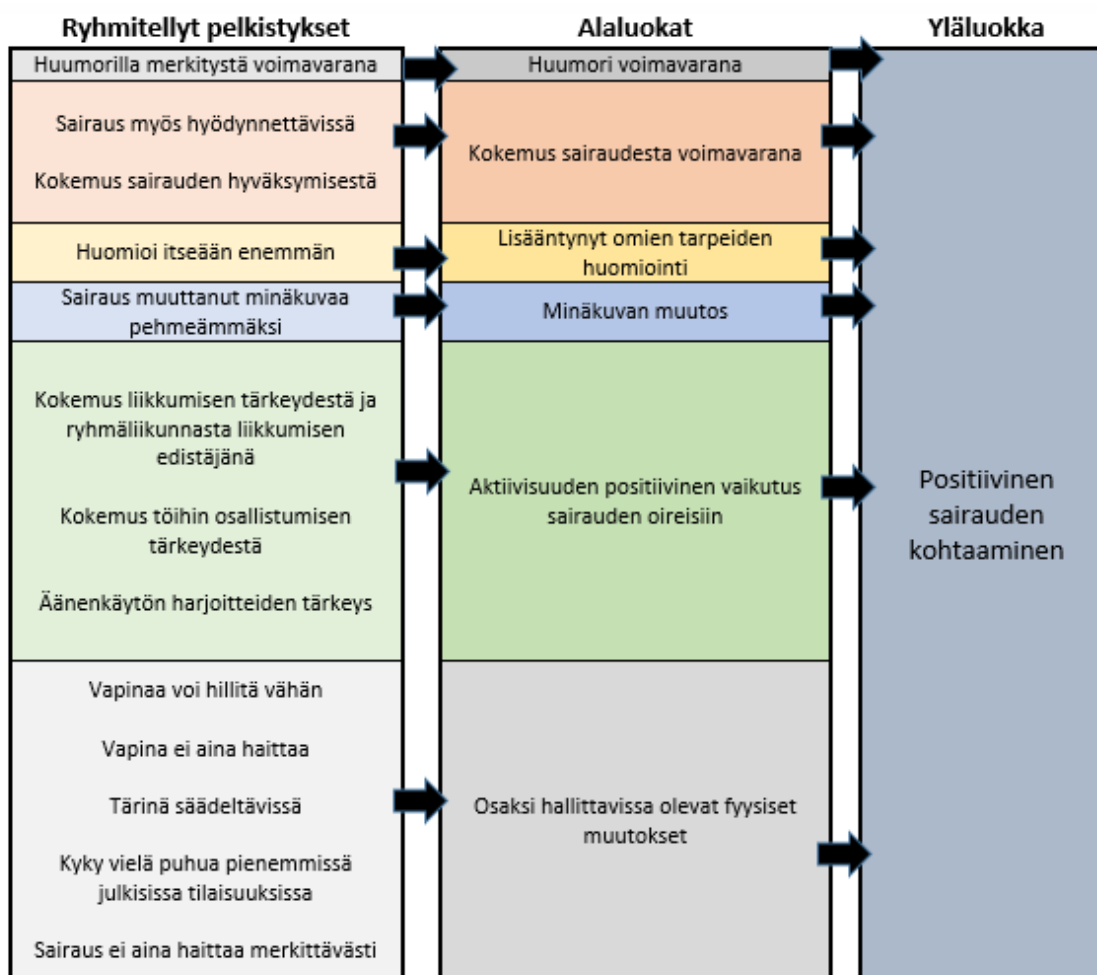 Ryhmitellyt pelkistykset
Alaluokat
Yläluokka
Huumorilla merkitystä voimavarana
Huumori voimavarana
Sairaus myös hyödynnettävissä
Kokemus sairauden hyväksymisestä
Kokemus sairaudesta voimavarana
Huomioi itseään enemmän
Lisääntynyt omien tarpeiden
huomiointi
Sairaus muuttanut minäkuvaa
pehmeämmäksi
Minäkuvan muutos
Kokemus liikkumisen tärkeydestä ja
ryhmäliikunnasta liikkumisen
edistäjänä
Kokemus töihin osallistumisen
tärkeydestä
Äänenkäytön harjoitteiden tärkeys
Aktiivisuuden positiivinen vaikutus
sairauden oireisiin
Vapinaa voi hillitä vähän
Vapina ei aina haittaa
Tärinä säädeltävissä
Kyky vielä puhua pienemmissä
julkisissa tilaisuuksissa
Sairaus ei aina haittaa merkittävästi
Osaksi hallittavissa olevat fyysiset
muutokset
Positiivinen
sairauden
kohtaaminen